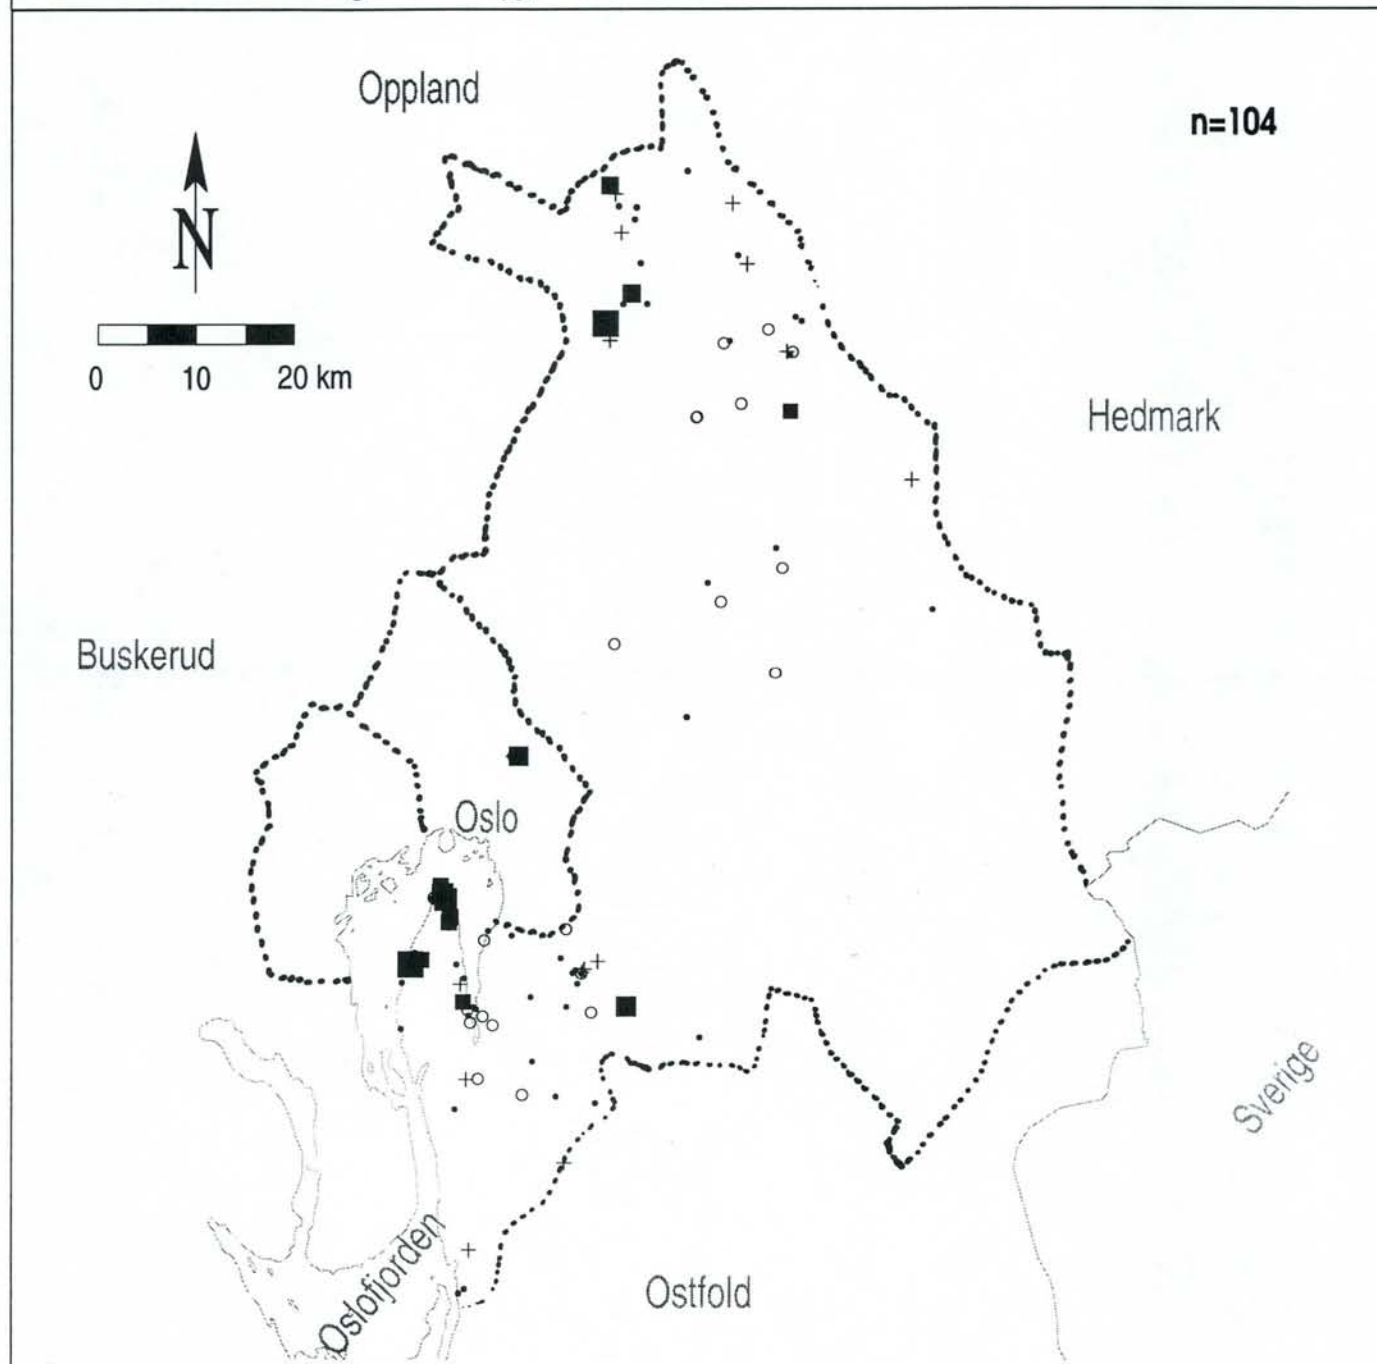 Oppland
n=104
N
0 10 20 km
Hedmark
Buskerud
Oslo
Sverige
Oslofjorden
Ostfold